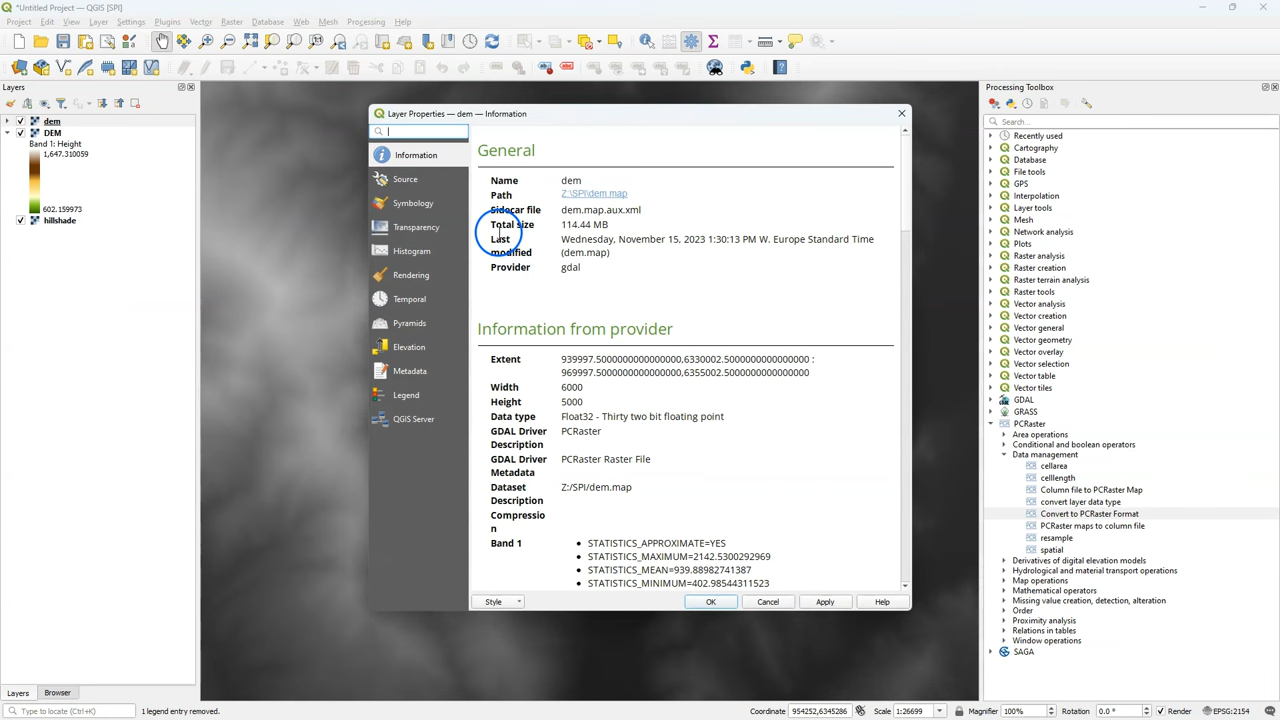 *Untitled Project — QGIS [SPI]
Project Edit View Layer Settings Plugins Vector Raster Database Web Mesh Processing Help
Layers
dem
DEM
Band 1: Height
1,647.310059
602.159973
hillshade
Layers Browser
Layer Properties — dem — Information
Information
Source
Symbology
Transparency
Histogram
Rendering
Temporal
Pyramids
Elevation
Metadata
Legend
QGIS Server
General
Name dem
Path Z:\SPI\dem.map
Sidecar file dem.map.aux.xml
Total size 114.44 MB
Last Wednesday, November 15, 2023 1:30:13 PM W. Europe Standard Time
modified (dem.map)
Provider gdal
Information from provider
Extent 939997.5000000000000000,6330002.5000000000000000 :
969997.5000000000000000,6355002.5000000000000000
Width 6000
Height 5000
Data type Float32 - Thirty two bit floating point
GDAL Driver PCRaster
Description
GDAL Driver PCRaster Raster File
Metadata
Dataset Z:/SPI/dem.map
Description
Compressio
n
Band 1 • STATISTICS_APPROXIMATE=YES
• STATISTICS_MAXIMUM=2142.5300292969
• STATISTICS_MEAN=939.88982741387
• STATISTICS_MINIMUM=402.98544311523
Style OK Cancel Apply Help
Processing Toolbox
Search...
Recently used
Cartography
Database
File tools
GPS
Interpolation
Layer tools
Mesh
Network analysis
Plots
Raster analysis
Raster creation
Raster terrain analysis
Raster tools
Vector analysis
Vector creation
Vector general
Vector geometry
Vector overlay
Vector selection
Vector table
Vector tiles
GDAL
GRASS
PCRaster
Area operations
Conditional and boolean operators
Data management
cellarea
celllength
Column file to PCRaster Map
convert layer data type
Convert to PCRaster Format
PCRaster maps to column file
resample
spatial
Derivatives of digital elevation models
Hydrological and material transport operations
Map operations
Mathematical operators
Missing value creation, detection, alteration
Order
Proximity analysis
Relations in tables
Window operations
SAGA
Type to locate (Ctrl+K) 1 legend entry removed. Coordinate 954252,6345286 Scale 1:26699 Magnifier 100% Rotation 0.0 ° Render EPSG:2154